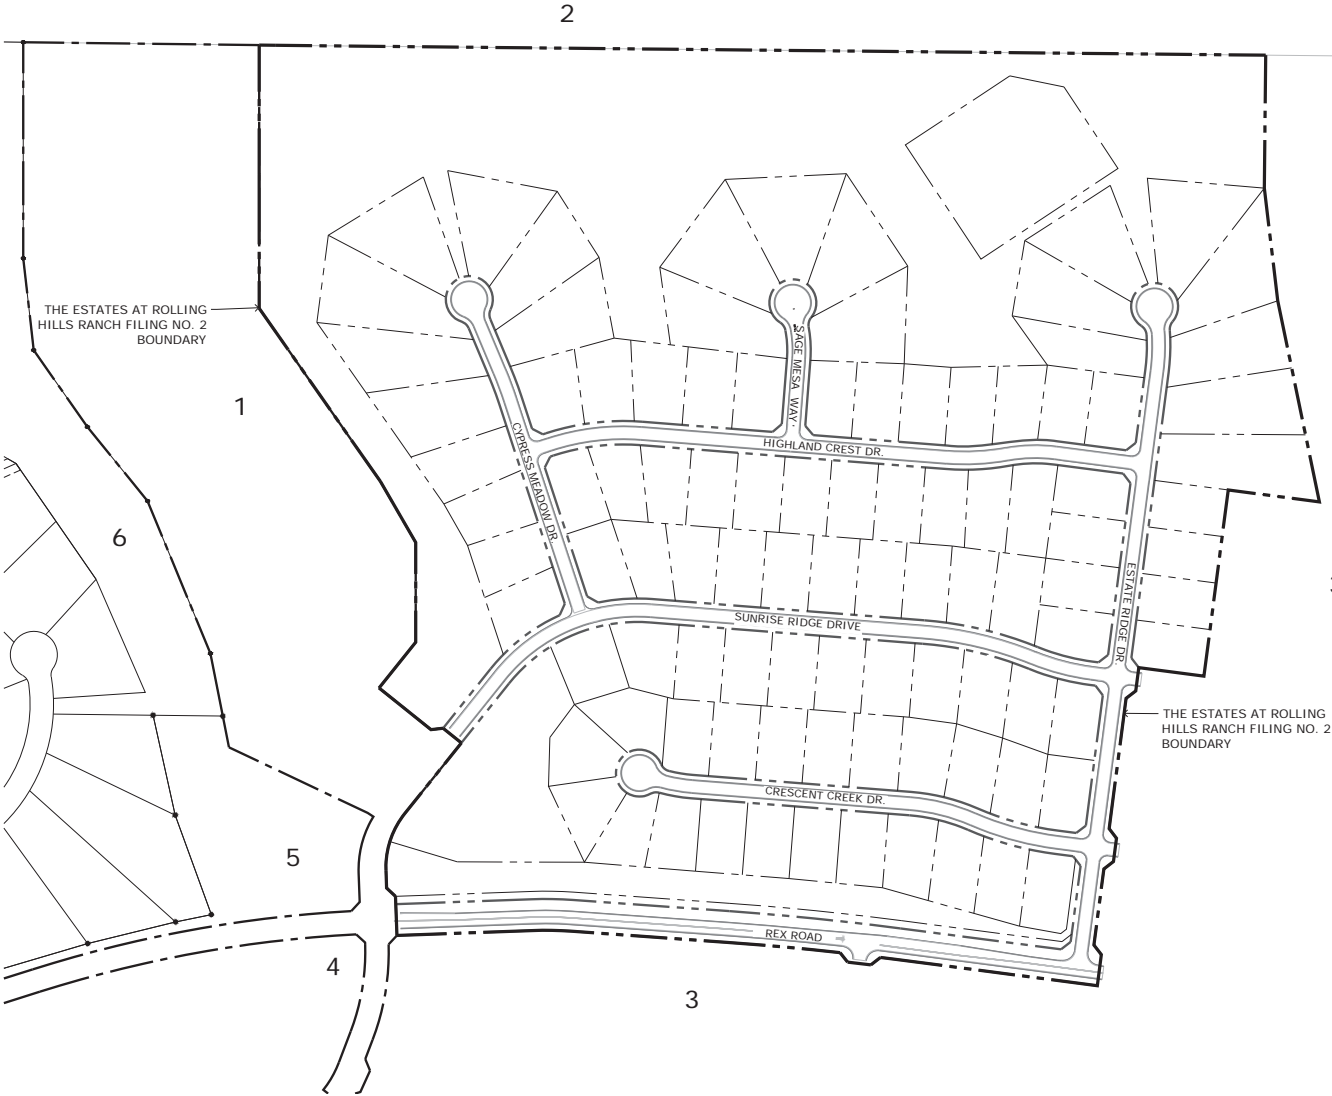 2
THE ESTATES AT ROLLING
HILLS RANCH FILING NO. 2
BOUNDARY
1
SAGE MESA WAY
CYPRESS MEADOW DR.
HIGHLAND CREST DR.
6
ESTATE RIDGE DR.
SUNRISE RIDGE DRIVE
THE ESTATES AT ROLLING
HILLS RANCH FILING NO. 2
BOUNDARY
CRESCENT CREEK DR.
5
REX ROAD
4
3